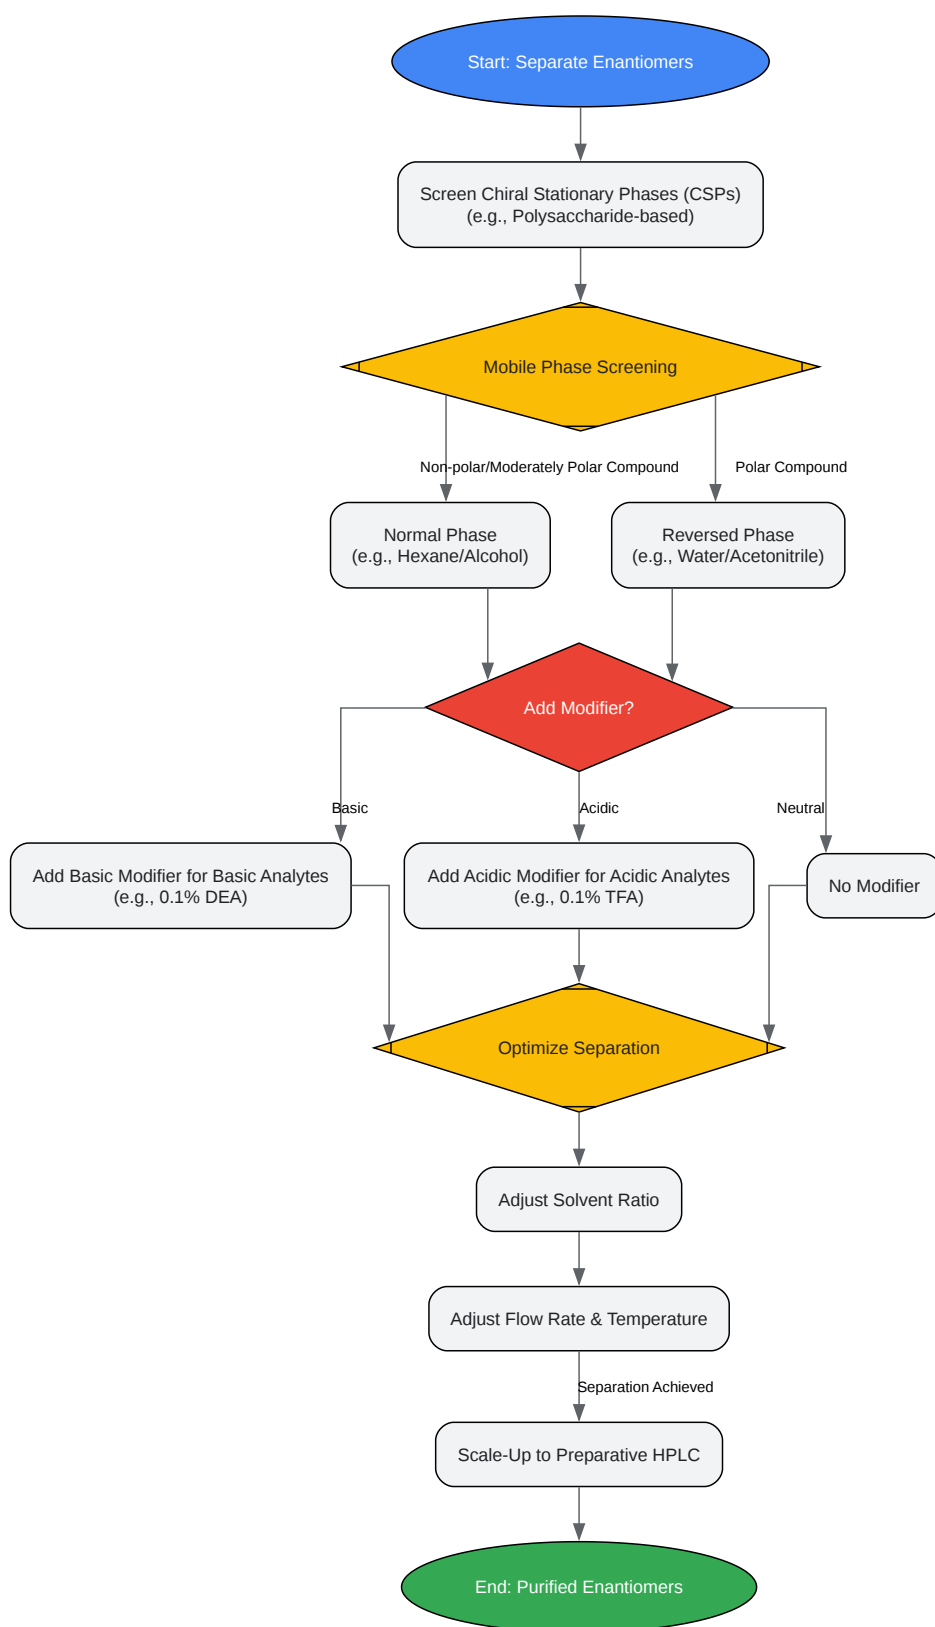 Start: Separate Enantiomers
Screen Chiral Stationary Phases (CSPs)
(e.g., Polysaccharide-based)
Mobile Phase Screening
Non-polar/Moderately Polar Compound
Polar Compound
Normal Phase
(e.g., Hexane/Alcohol)
Reversed Phase
(e.g., Water/Acetonitrile)
Add Modifier?
Basic
Acidic
Neutral
Add Basic Modifier for Basic Analytes
(e.g., 0.1% DEA)
Add Acidic Modifier for Acidic Analytes
(e.g., 0.1% TFA)
No Modifier
Optimize Separation
Adjust Solvent Ratio
Adjust Flow Rate & Temperature
Separation Achieved
Scale-Up to Preparative HPLC
End: Purified Enantiomers